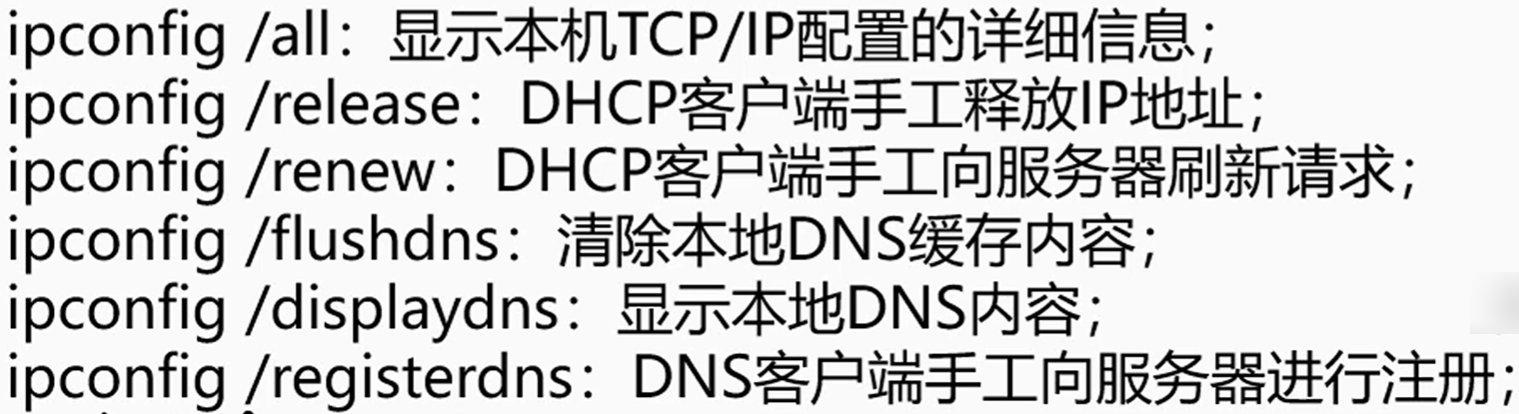 ipconfig /all：显示本机TCP/IP配置的详细信息；
ipconfig /release：DHCP客户端手工释放IP地址；
ipconfig /renew：DHCP客户端手工向服务器刷新请求；
ipconfig /flushdns：清除本地DNS缓存内容；
ipconfig /displaydns：显示本地DNS内容；
ipconfig /registerdns：DNS客户端手工向服务器进行注册；